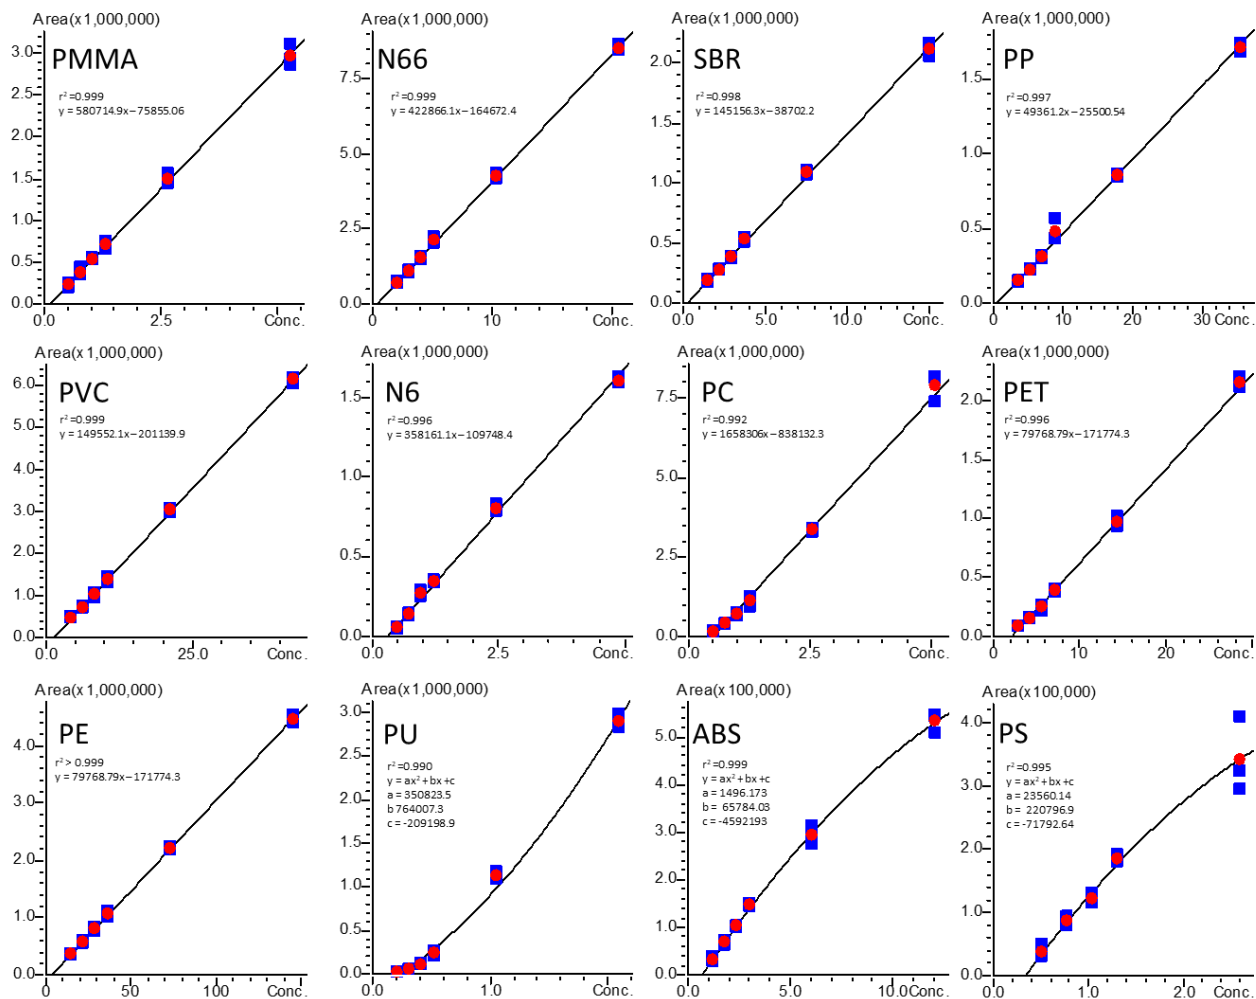 Area(x1,000,000)
PMMA
r²=0.999
y = 580714.9x−75855.06
3.0
2.5
2.0
1.5
1.0
0.5
0.0
0.0 2.5 Conc.
Area(x1,000,000)
N66
r²=0.999
y = 422866.1x−164672.4
7.5
5.0
2.5
0.0
0 10 Conc.
Area(x1,000,000)
SBR
r²=0.998
y = 145156.3x−38702.2
2.0
1.5
1.0
0.5
0.0
0.0 5.0 10.0 Conc.
Area(x1,000,000)
PP
r²=0.997
y = 49361.2x−25500.54
1.5
1.0
0.5
0.0
0 10 20 30 Conc.
Area(x1,000,000)
PVC
r²=0.999
y = 149552.1x−201139.9
6.0
5.0
4.0
3.0
2.0
1.0
0.0
0.0 25.0 Conc.
Area(x1,000,000)
N6
r²=0.996
y = 358161.1x−109748.4
1.5
1.0
0.5
0.0
0.0 2.5 Conc.
Area(x1,000,000)
PC
r²=0.992
y = 1658306x−838132.3
7.5
5.0
2.5
0.0
0.0 2.5 Conc.
Area(x1,000,000)
PET
r²=0.996
y = 79768.79x−171774.3
2.0
1.5
1.0
0.5
0.0
0 10 20 Conc.
Area(x1,000,000)
PE
r² > 0.999
y = 79768.79x−171774.3
4.0
3.0
2.0
1.0
0.0
0 50 100 Conc.
Area(x1,000,000)
PU
r²=0.990
y = ax²+bx+c
a = 350823.5
b 764007.3
c = -209198.9
3.0
2.5
2.0
1.5
1.0
0.5
0.0
0.0 1.0 Conc.
Area(x100,000)
ABS
r²=0.999
y = ax²+bx+c
a = 1496.173
b = 65784.03
c = -4592193
5.0
4.0
3.0
2.0
1.0
0.0
0.0 5.0 10.0 Conc.
Area(x100,000)
PS
r²=0.995
y = ax²+bx+c
a = 23560.14
b = 220796.9
c = -71792.64
4.0
3.0
2.0
1.0
0.0
0.0 1.0 2.0 Conc.